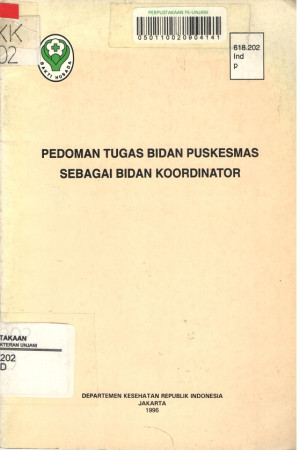 KK
02
PERPUSTAKAAN FK-UNJANI
050110020904141
618.202
Ind
p
BAKTI HUSADA
PEDOMAN TUGAS BIDAN PUSKESMAS
SEBAGAI BIDAN KOORDINATOR
TAKAAN
KTERAN UNJANI
202
D
DEPARTEMEN KESEHATAN REPUBLIK INDONESIA
JAKARTA
1996